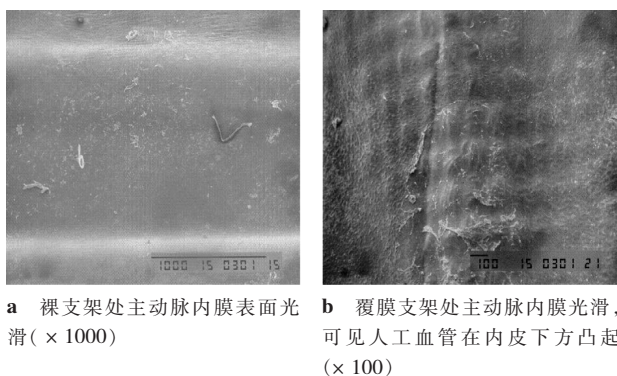 1000 15 0301 15
100 15 0301 21
a 裸支架处主动脉内膜表面光
滑( × 1000)
b 覆膜支架处主动脉内膜光滑，
可见人工血管在内皮下方凸起
(× 100)